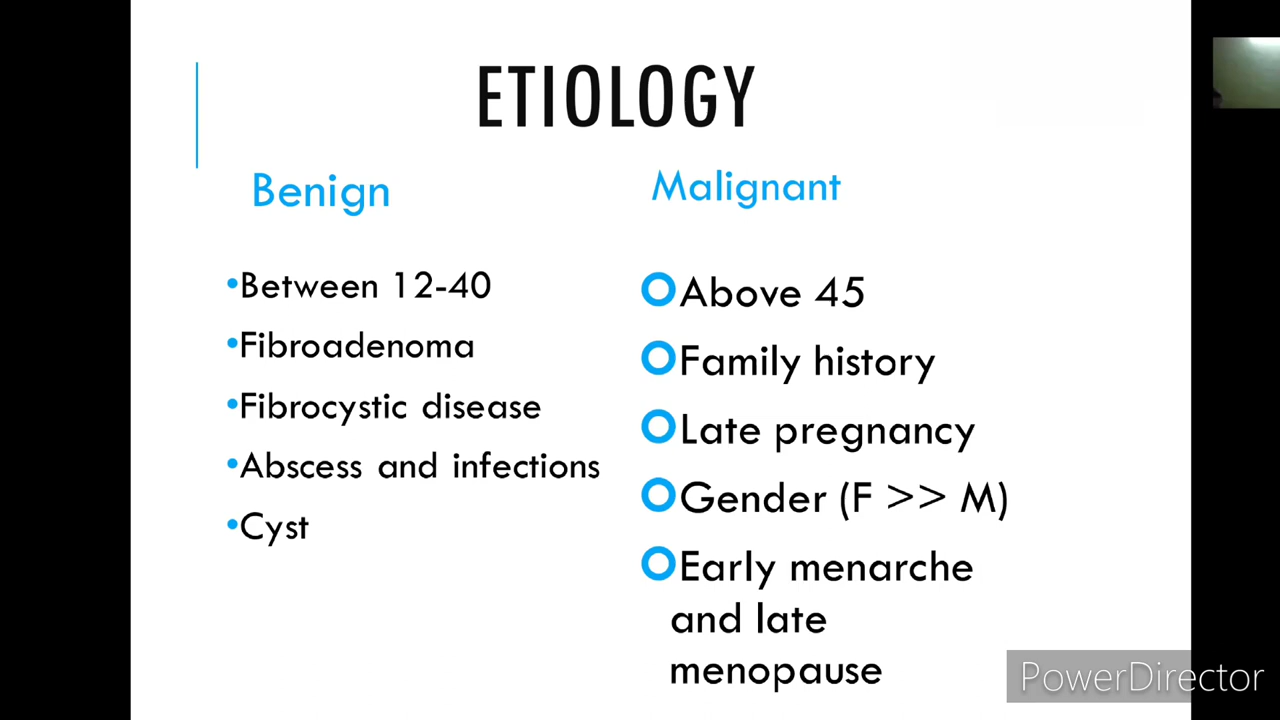 ETIOLOGY
Benign
•Between 12-40
•Fibroadenoma
•Fibrocystic disease
•Abscess and infections
•Cyst
Malignant
Above 45
Family history
Late pregnancy
Gender (F >> M)
Early menarche
and late
menopause
PowerDirector